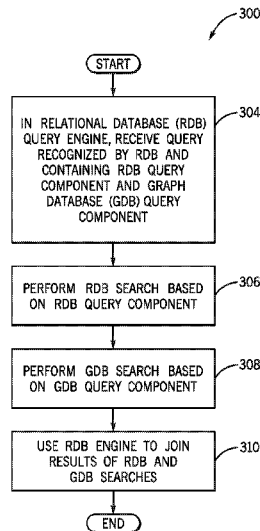 300
START
304
IN RELATIONAL DATABASE (RDB)
QUERY ENGINE, RECEIVE QUERY
RECOGNIZED BY RDB AND
CONTAINING RDB QUERY
COMPONENT AND GRAPH
DATABASE (GDB) QUERY
COMPONENT
306
PERFORM RDB SEARCH BASED
ON RDB QUERY COMPONENT
308
PERFORM GDB SEARCH BASED
ON GDB QUERY COMPONENT
310
USE RDB ENGINE TO JOIN
RESULTS OF RDB AND
GDB SEARCHES
END